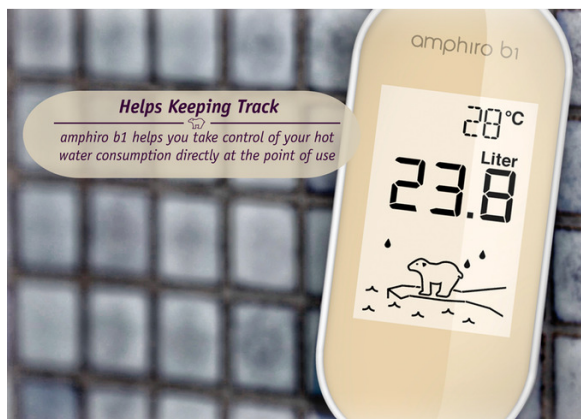 amphiro b1
28°C
Liter
23.8
Helps Keeping Track
amphiro b1 helps you take control of your hot
water consumption directly at the point of use